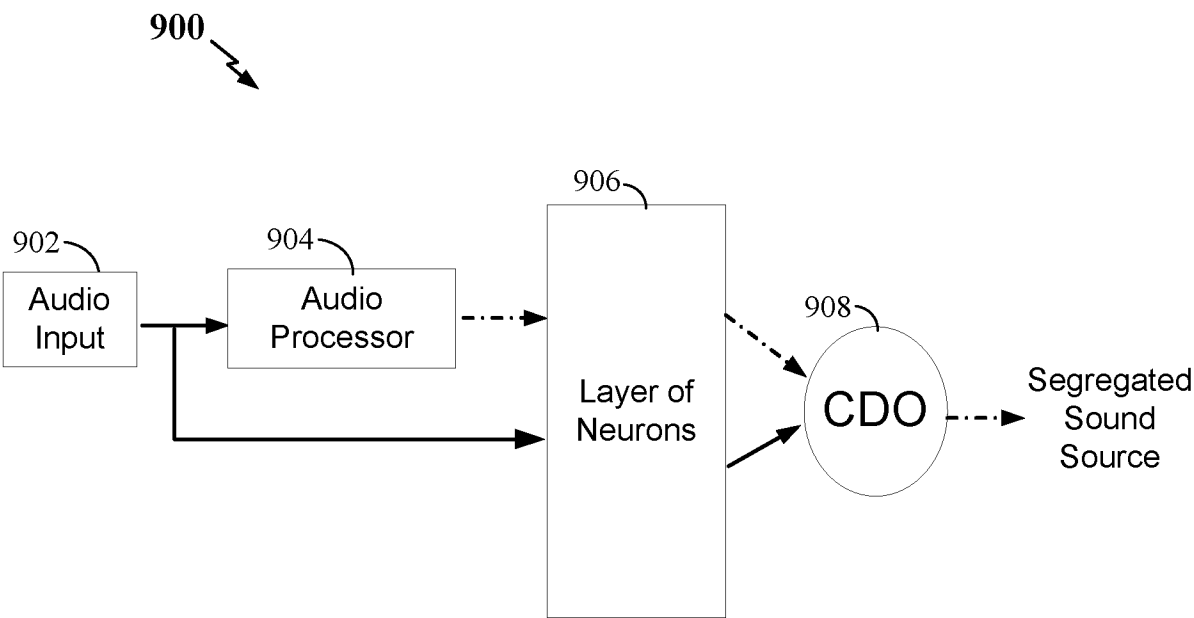 900
906
902
904
Audio
Input
Audio
Processor
908
Layer of
Neurons
CDO
Segregated
Sound
Source